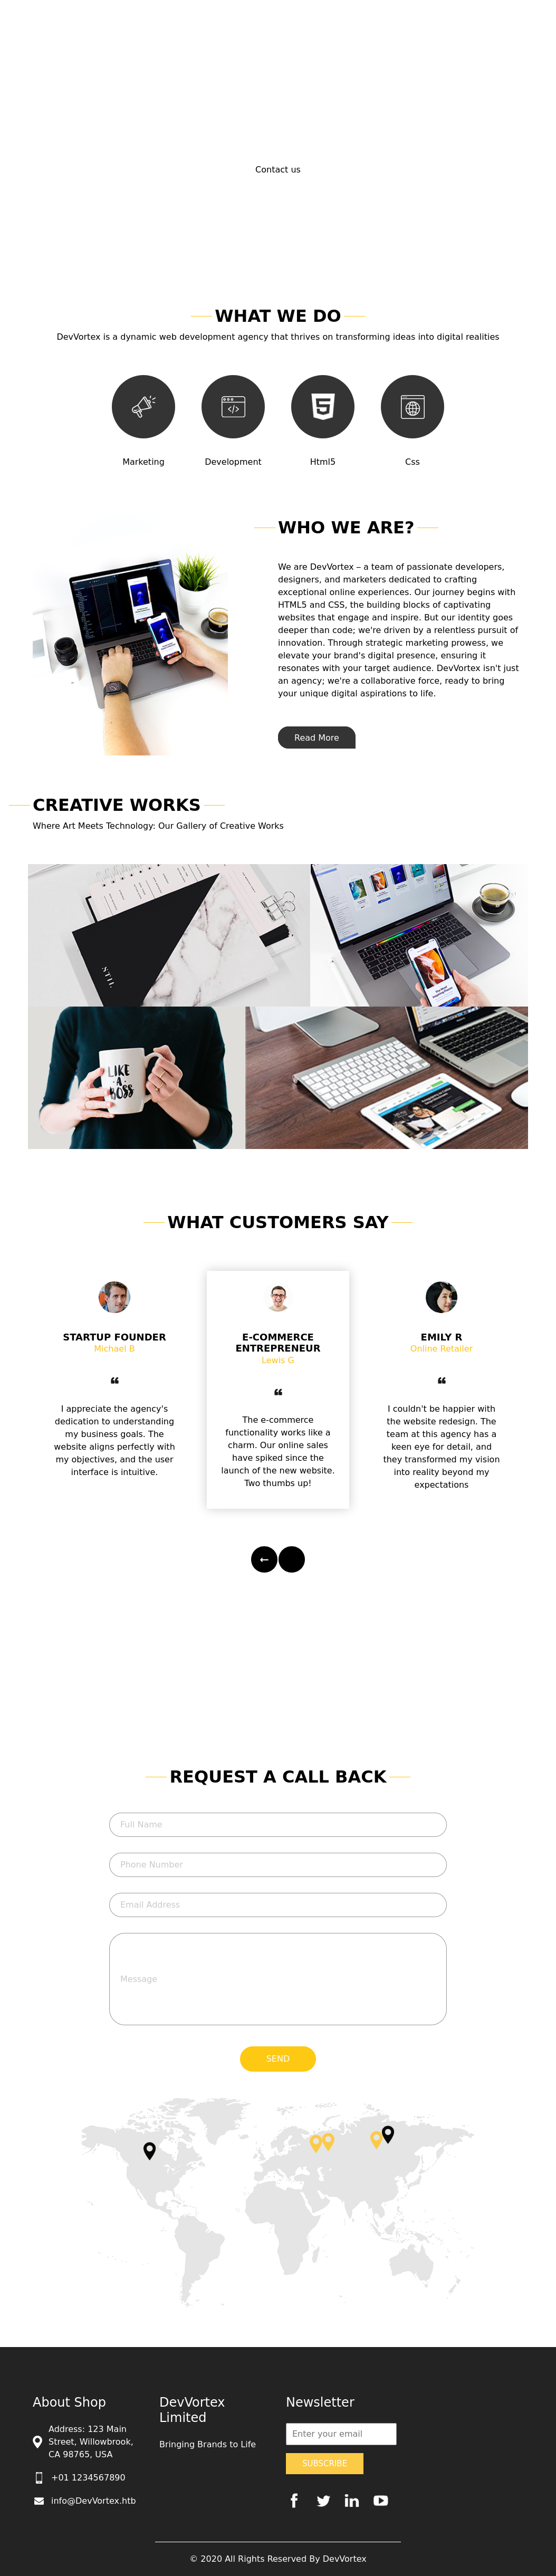 Contact us
WHAT WE DO
DevVortex is a dynamic web development agency that thrives on transforming ideas into digital realities
Marketing
Development
Html5
Css
WHO WE ARE?
We are DevVortex – a team of passionate developers,
designers, and marketers dedicated to crafting
exceptional online experiences. Our journey begins with
HTML5 and CSS, the building blocks of captivating
websites that engage and inspire. But our identity goes
deeper than code; we're driven by a relentless pursuit of
innovation. Through strategic marketing prowess, we
elevate your brand's digital presence, ensuring it
resonates with your target audience. DevVortex isn't just
an agency; we're a collaborative force, ready to bring
your unique digital aspirations to life.
Read More
CREATIVE WORKS
Where Art Meets Technology: Our Gallery of Creative Works
LIKE
-A-
BOSS
WHAT CUSTOMERS SAY
STARTUP FOUNDER
Michael B
❝
I appreciate the agency's
dedication to understanding
my business goals. The
website aligns perfectly with
my objectives, and the user
interface is intuitive.
E-COMMERCE
ENTREPRENEUR
Lewis G
❝
The e-commerce
functionality works like a
charm. Our online sales
have spiked since the
launch of the new website.
Two thumbs up!
EMILY R
Online Retailer
❝
I couldn't be happier with
the website redesign. The
team at this agency has a
keen eye for detail, and
they transformed my vision
into reality beyond my
expectations
REQUEST A CALL BACK
Full Name
Phone Number
Email Address
Message
SEND
About Shop
Address: 123 Main
Street, Willowbrook,
CA 98765, USA
+01 1234567890
info@DevVortex.htb
DevVortex
Limited
Bringing Brands to Life
Newsletter
Enter your email
SUBSCRIBE
© 2020 All Rights Reserved By DevVortex